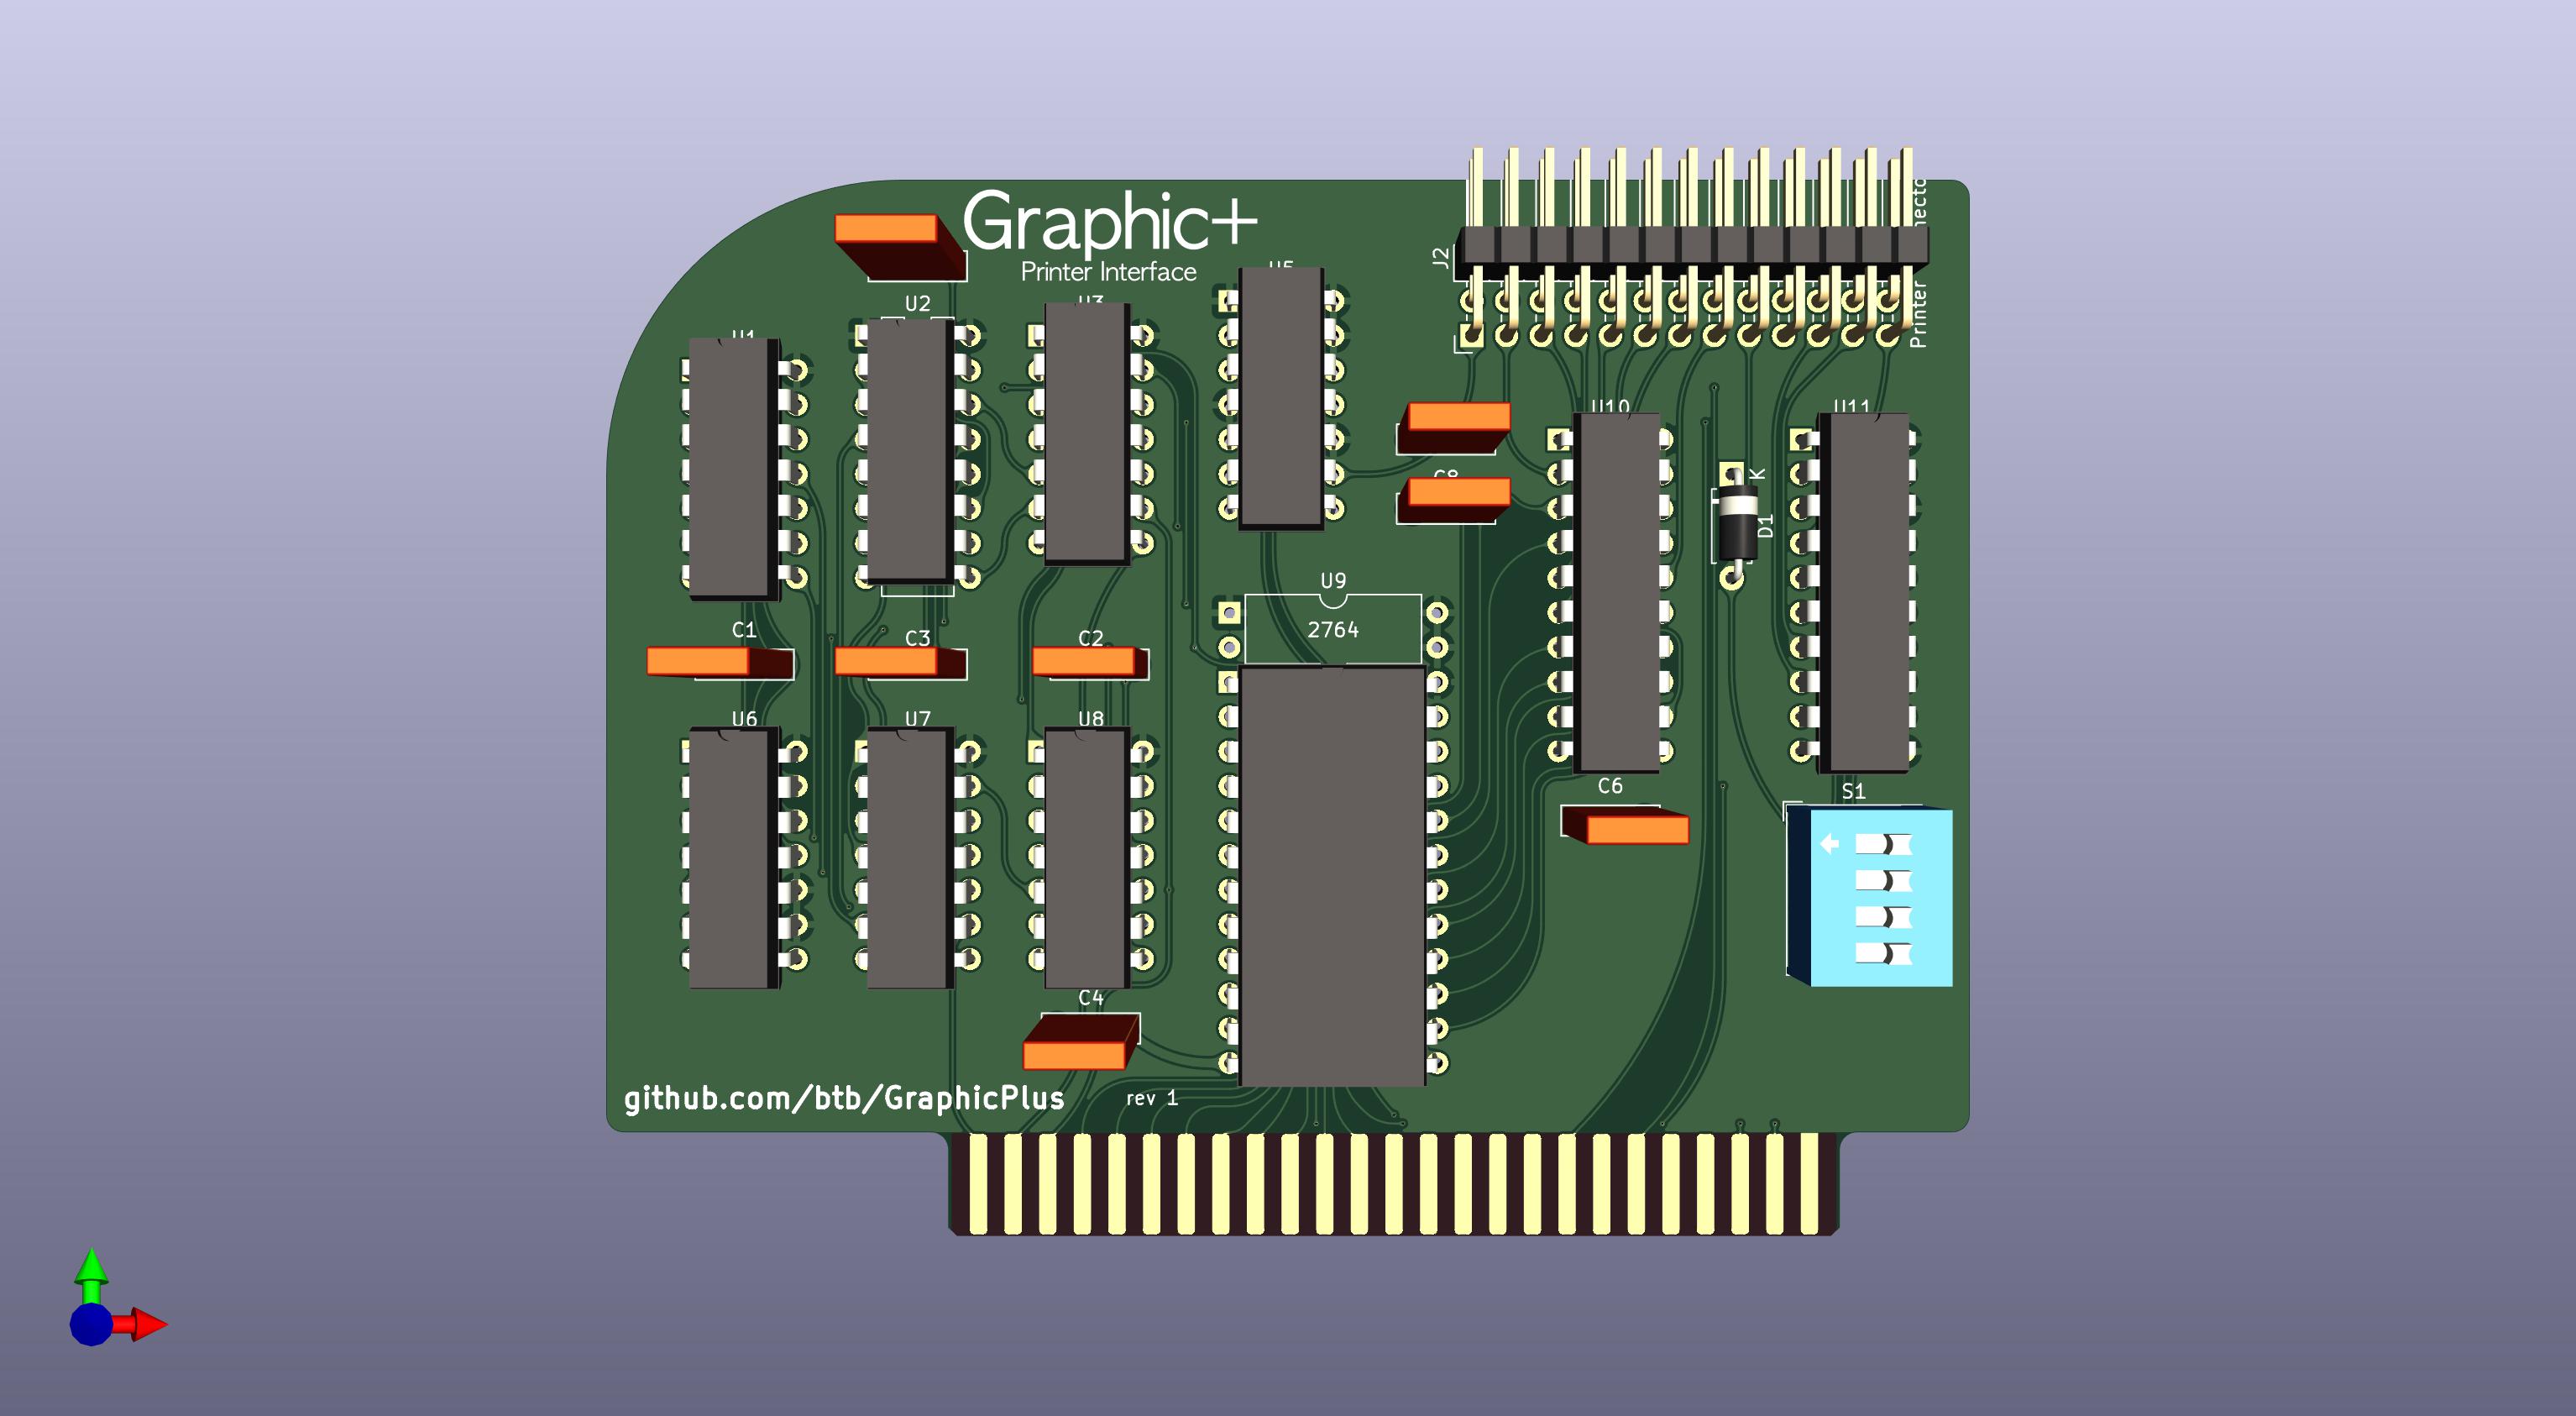 Graphic+
Printer Interface
J2
Printer
U2
U10
U11
K
D1
U9
2764
C1
C3
C2
U6
U7
U8
C6
S1
C4
github.com/btb/GraphicPlus
rev 1